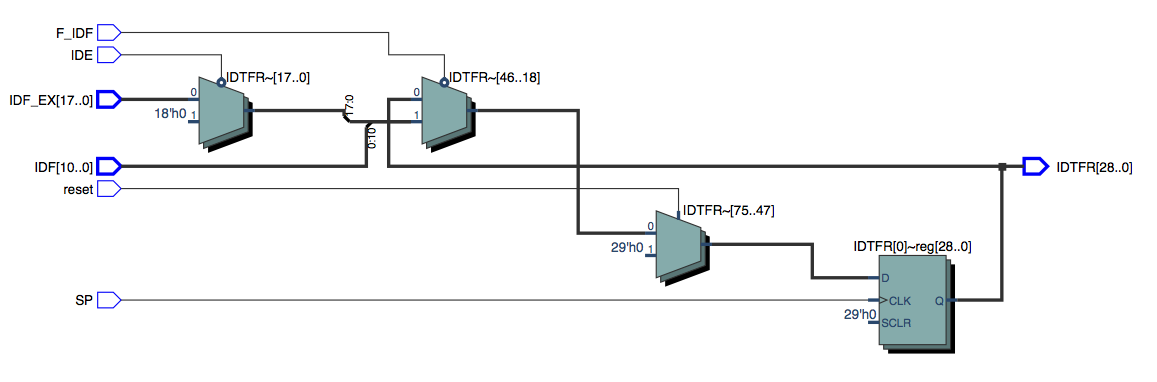 F_IDF
IDE
IDTFR~[17..0]
IDTFR~[46..18]
IDF_EX[17..0]
0
18'h0
1
17:0
0
1
0:10
IDF[10..0]
IDTFR[28..0]
reset
IDTFR~[75..47]
0
29'h0
1
IDTFR[0]~reg[28..0]
D
SP
>CLK
Q
29'h0
SCLR